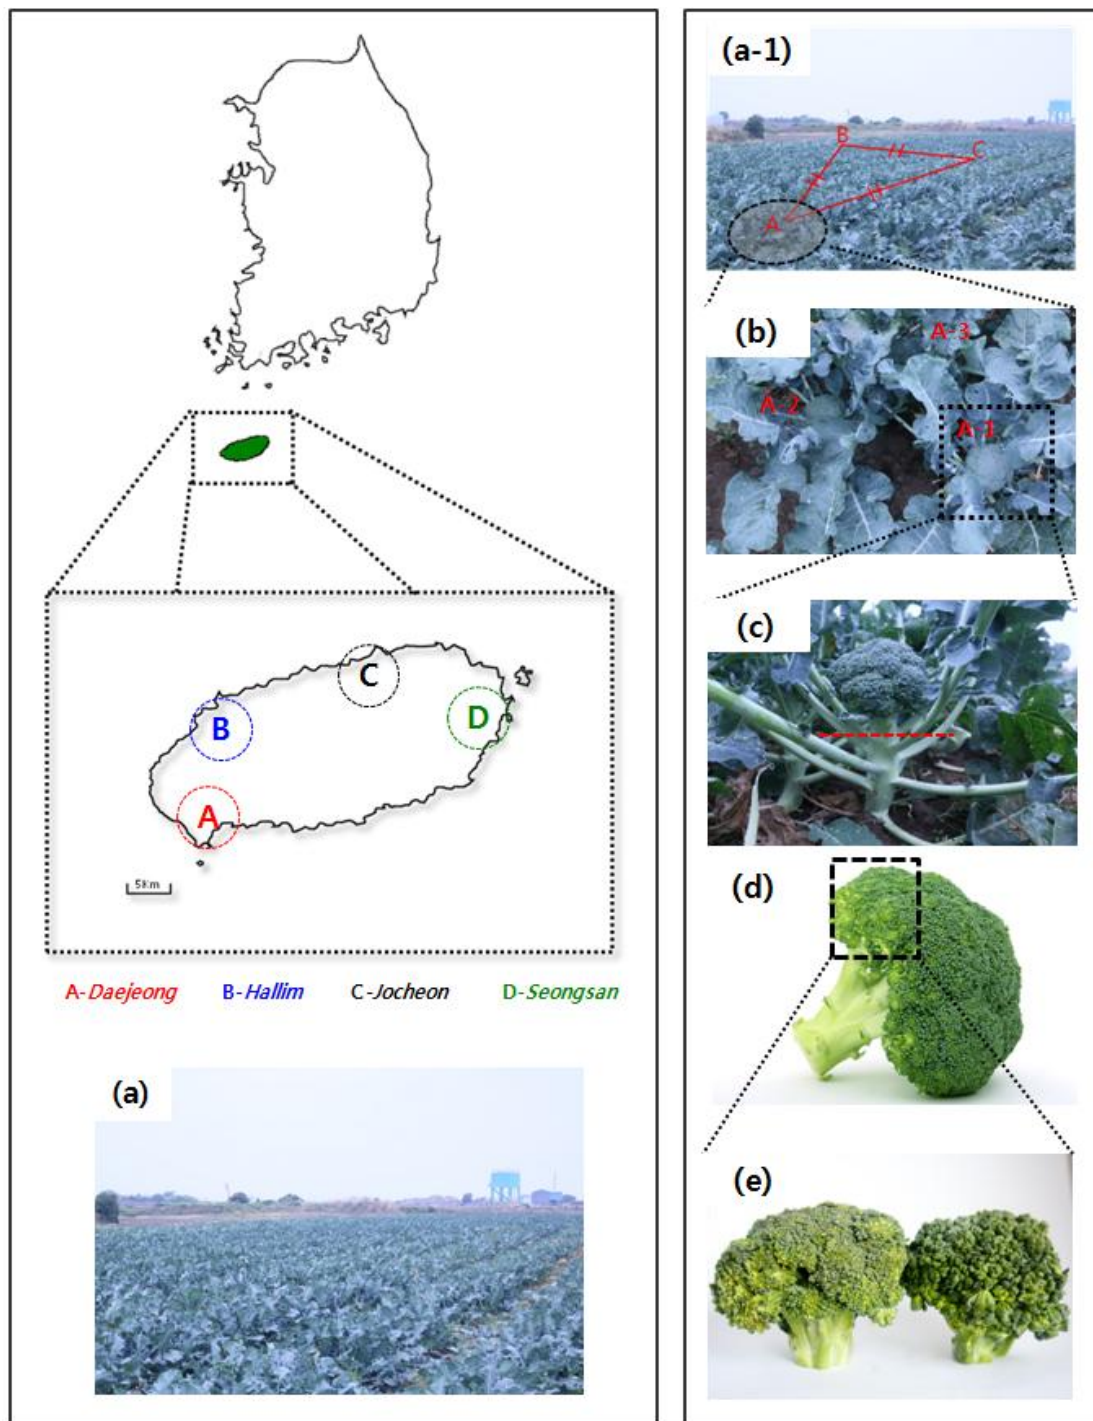 C
B
D
A
5Km
A-Daejeong B-Hallim C-Jocheon D-Seongsan
(a)
(a-1)
B
C
A
(b)
A-3
A-2
A-1
(c)
(d)
(e)